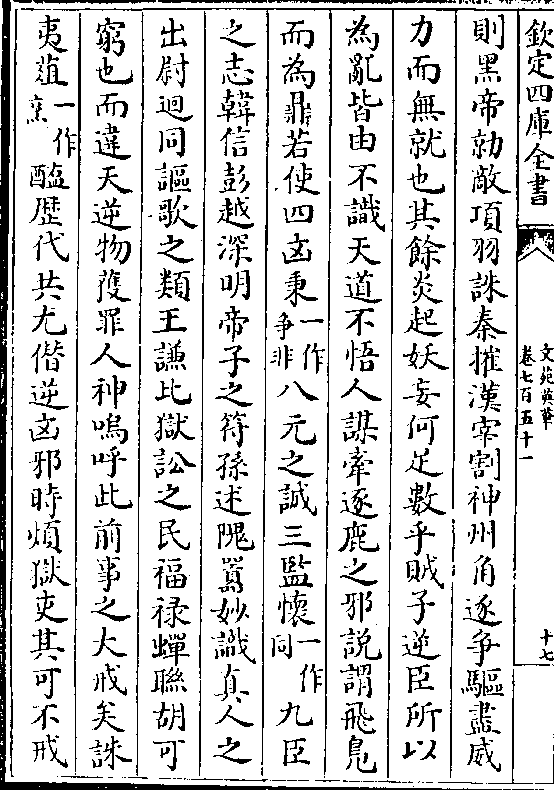 欽定四庫全書
文苑英華
卷七百五十一
十七
則黑帝勍敵項羽誅秦摧漢宰割神州角逐爭驅盡威
力而無就也其餘炎起妖妄何足數乎賊子逆臣所以
為亂皆由不識天道不悟人謀牽逐鹿之邪說謂飛鳧
而為鼎若使四凶秉一作爭非八元之誠三監懷一作同九臣
之志韓信彭越深明帝子之符孫述隗囂妙識真人之
出尉迥同謳歌之類王謙比獄訟之民福禄蟬聯胡可
窮也而違天逆物獲罪人神嗚呼此前事之大戒矣誅
夷葅一作烹醢歴代共尤僭逆凶邪時煩獄吏其可不戒